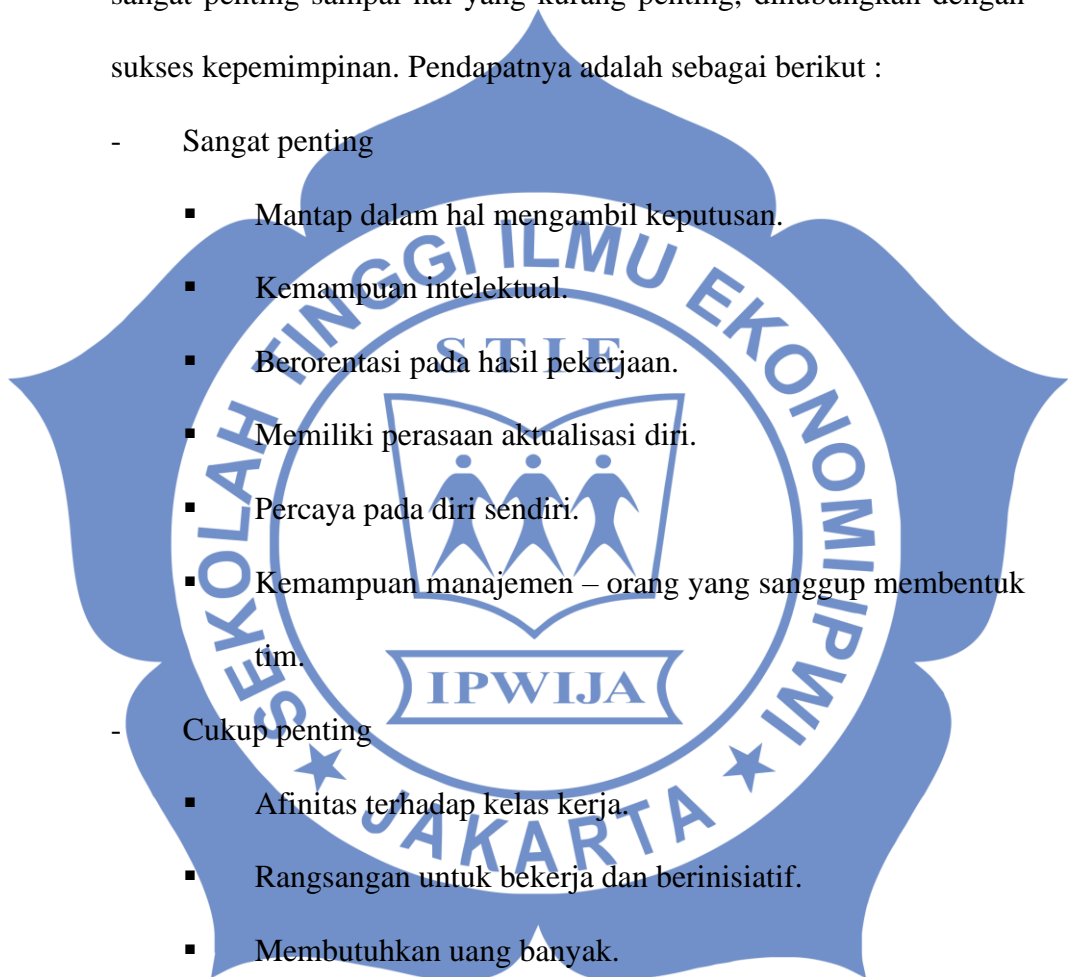 sangat penting sampai hal yang kurang penting, dihubungkan dengan
sukses kepemimpinan. Pendapatnya adalah sebagai berikut :
- Sangat penting
▪ Mantap dalam hal mengambil keputusan.
▪ Kemampuan intelektual.
▪ Berorentasi pada hasil pekerjaan.
▪ Memiliki perasaan aktualisasi diri.
▪ Percaya pada diri sendiri.
▪ Kemampuan manajemen – orang yang sanggup membentuk
tim.
- Cukup penting
▪ Afinitas terhadap kelas kerja.
▪ Rangsangan untuk bekerja dan berinisiatif.
▪ Membutuhkan uang banyak.
SEKOLAH TINGGI ILMU EKONOMI IPWI
STIE
IPWIJA
★ JAKARTA ★